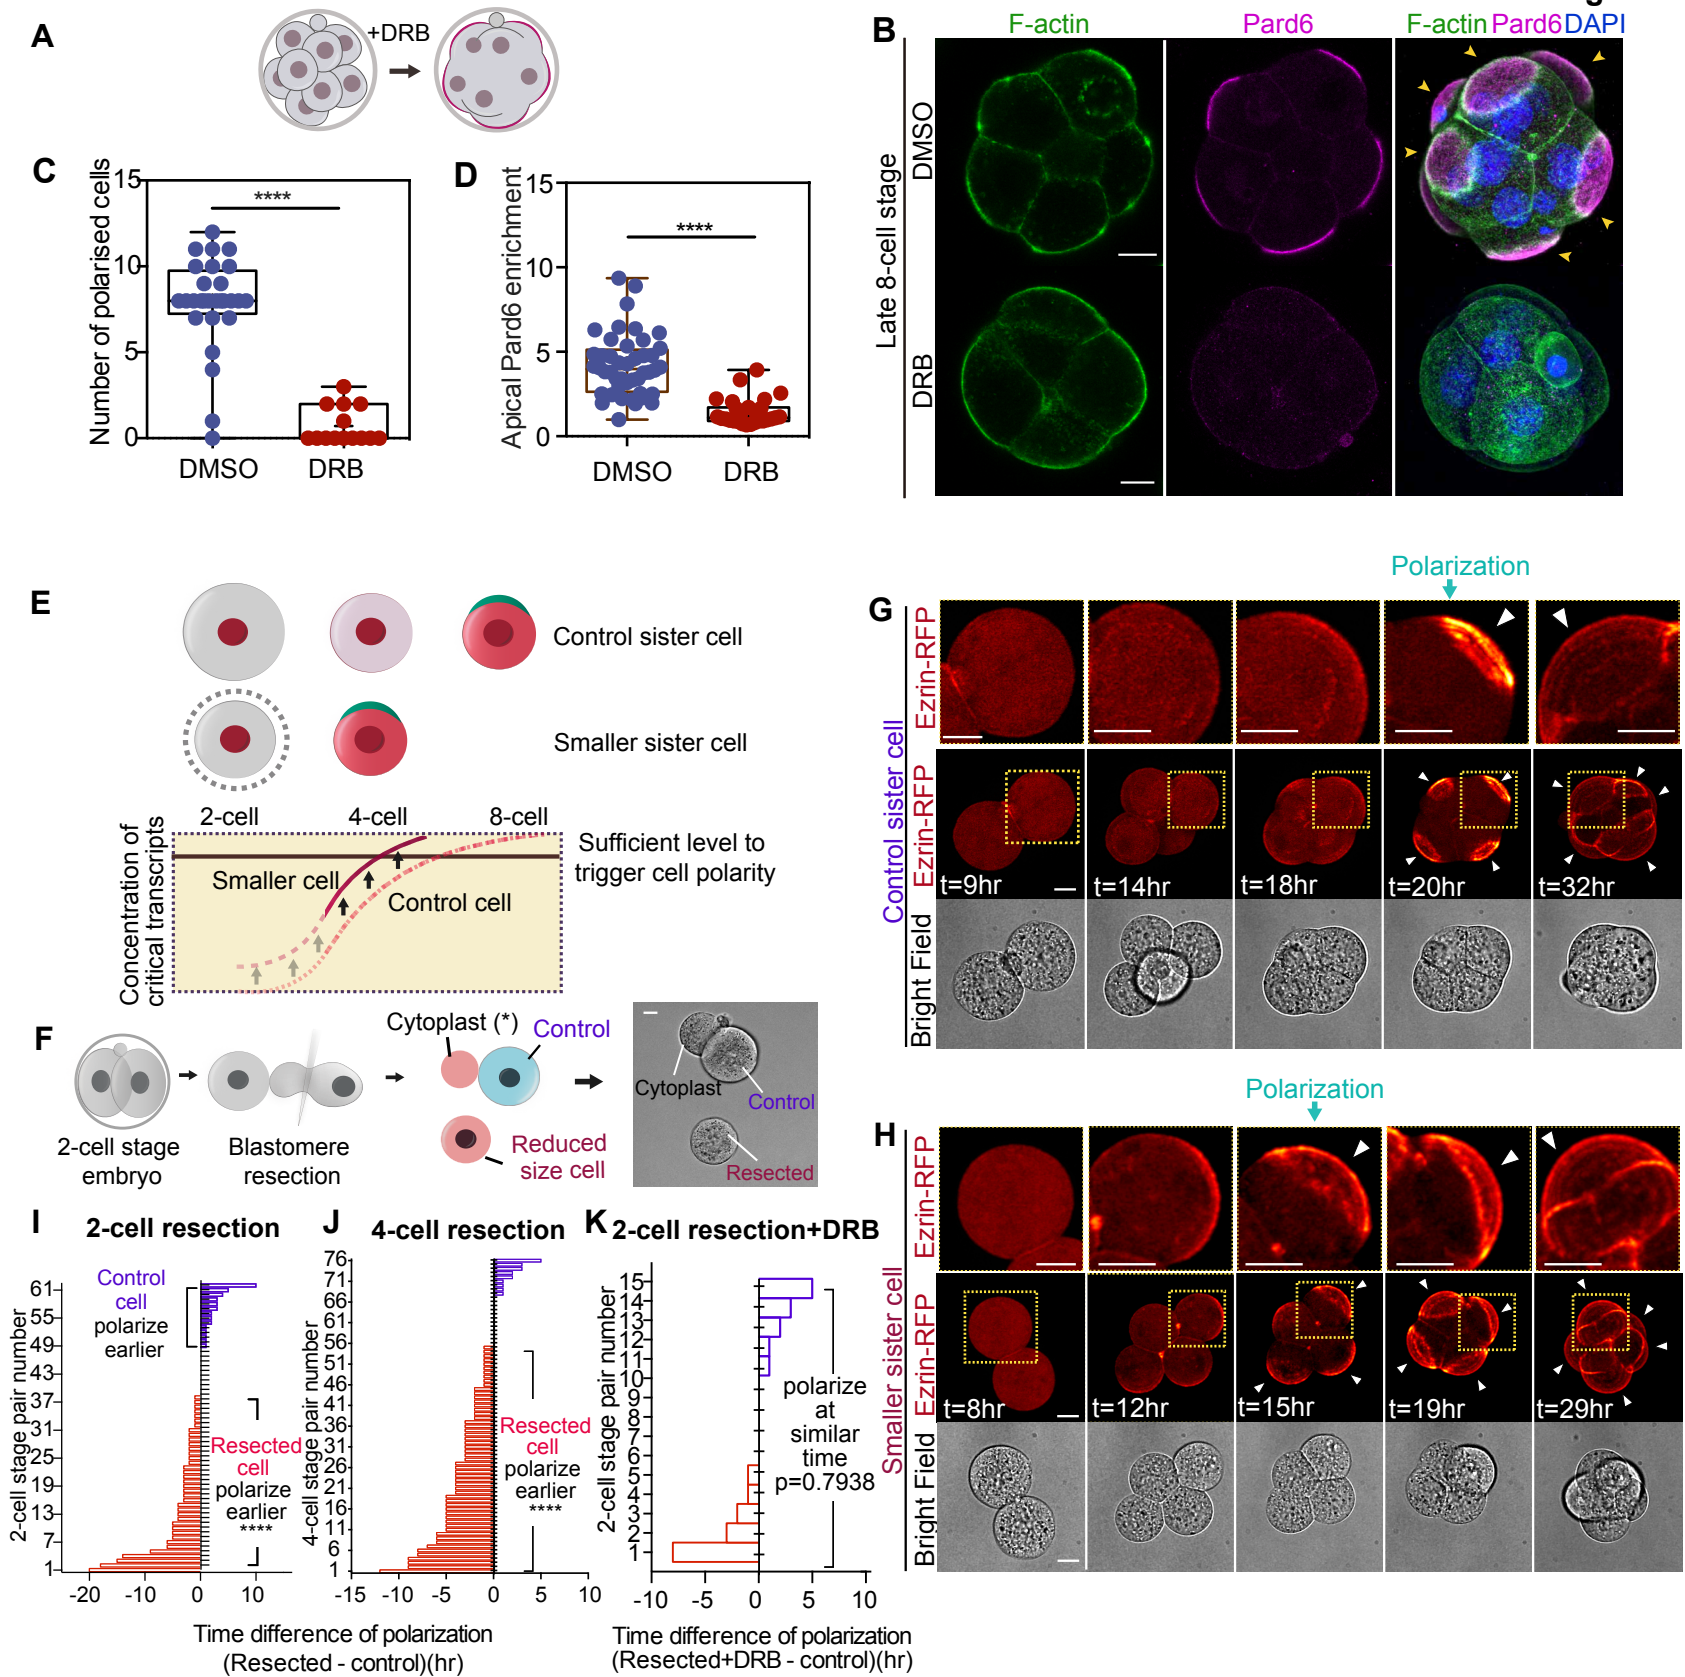 A
+DRB
B
F-actin
Pard6
F-actin Pard6 DAPI
Late 8-cell stage
DMSO
DRB
C
Number of polarised cells
15
10
5
0
****
DMSO
DRB
D
Apical Pard6 enrichment
15
10
5
0
****
DMSO
DRB
E
Control sister cell
Smaller sister cell
2-cell
4-cell
8-cell
Concentration of
critical transcripts
Smaller cell
Control cell
Sufficient level to
trigger cell polarity
F
2-cell stage
embryo
Blastomere
resection
Cytoplast (*)
Control
Reduced
size cell
Cytoplast
Control
Resected
G
Polarization
Control sister cell
Ezrin-RFP
Ezrin-RFP
t=9hr
t=14hr
t=18hr
t=20hr
t=32hr
Bright Field
H
Polarization
Smaller sister cell
Ezrin-RFP
Ezrin-RFP
t=8hr
t=12hr
t=15hr
t=19hr
t=29hr
Bright Field
I
2-cell resection
2-cell stage pair number
61
55
49
43
37
31
25
19
13
7
1
Control
cell
polarize
earlier
Resected
cell
polarize
earlier
****
-20
-10
0
10
J
4-cell resection
4-cell stage pair number
76
71
66
61
56
51
46
41
36
31
26
21
16
11
6
1
Resected
cell
polarize
earlier
****
-15
-10
-5
0
5
10
Time difference of polarization
(Resected - control)(hr)
K
2-cell resection+DRB
2-cell stage pair number
15
14
13
12
11
10
9
8
7
6
5
4
3
2
1
polarize
at
similar
time
p=0.7938
-10
-5
0
5
10
Time difference of polarization
(Resected+DRB - control)(hr)